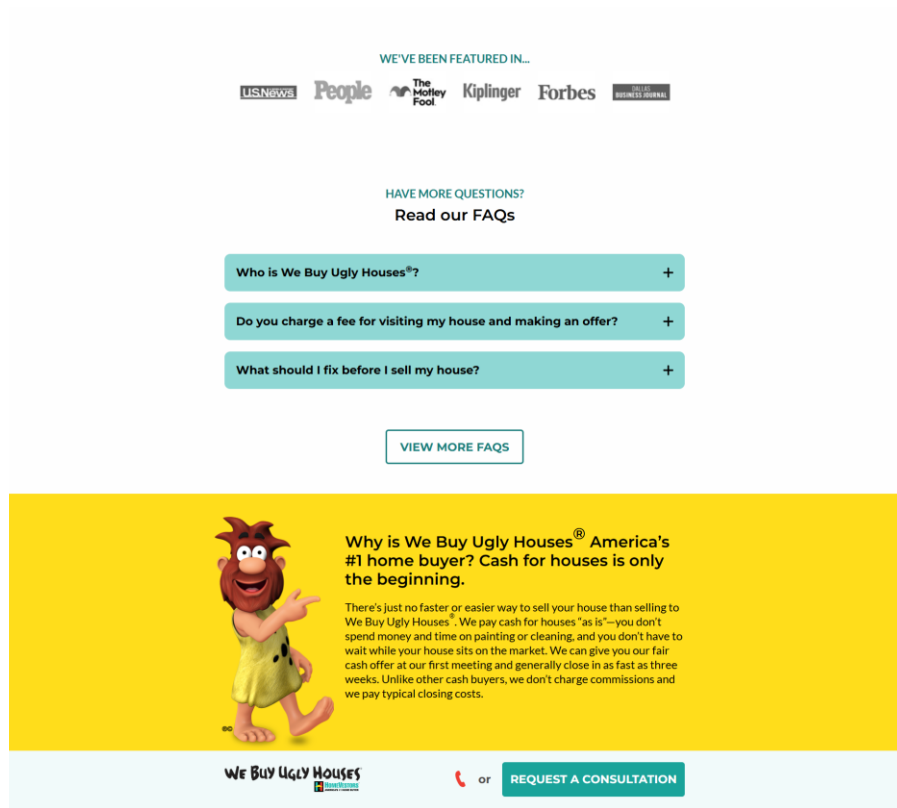 WE'VE BEEN FEATURED IN...
U.S.News People The Motley Fool. Kiplinger Forbes DALLAS BUSINESS JOURNAL
HAVE MORE QUESTIONS?
Read our FAQs
Who is We Buy Ugly Houses®? +
Do you charge a fee for visiting my house and making an offer? +
What should I fix before I sell my house? +
VIEW MORE FAQS
Why is We Buy Ugly Houses® America's
#1 home buyer? Cash for houses is only
the beginning.
There's just no faster or easier way to sell your house than selling to
We Buy Ugly Houses®. We pay cash for houses "as is"—you don't
spend money and time on painting or cleaning, and you don't have to
wait while your house sits on the market. We can give you our fair
cash offer at our first meeting and generally close in as fast as three
weeks. Unlike other cash buyers, we don't charge commissions and
we pay typical closing costs.
®©
WE BUY UGLY HOUSES®
HOMEVESTORS
or
REQUEST A CONSULTATION